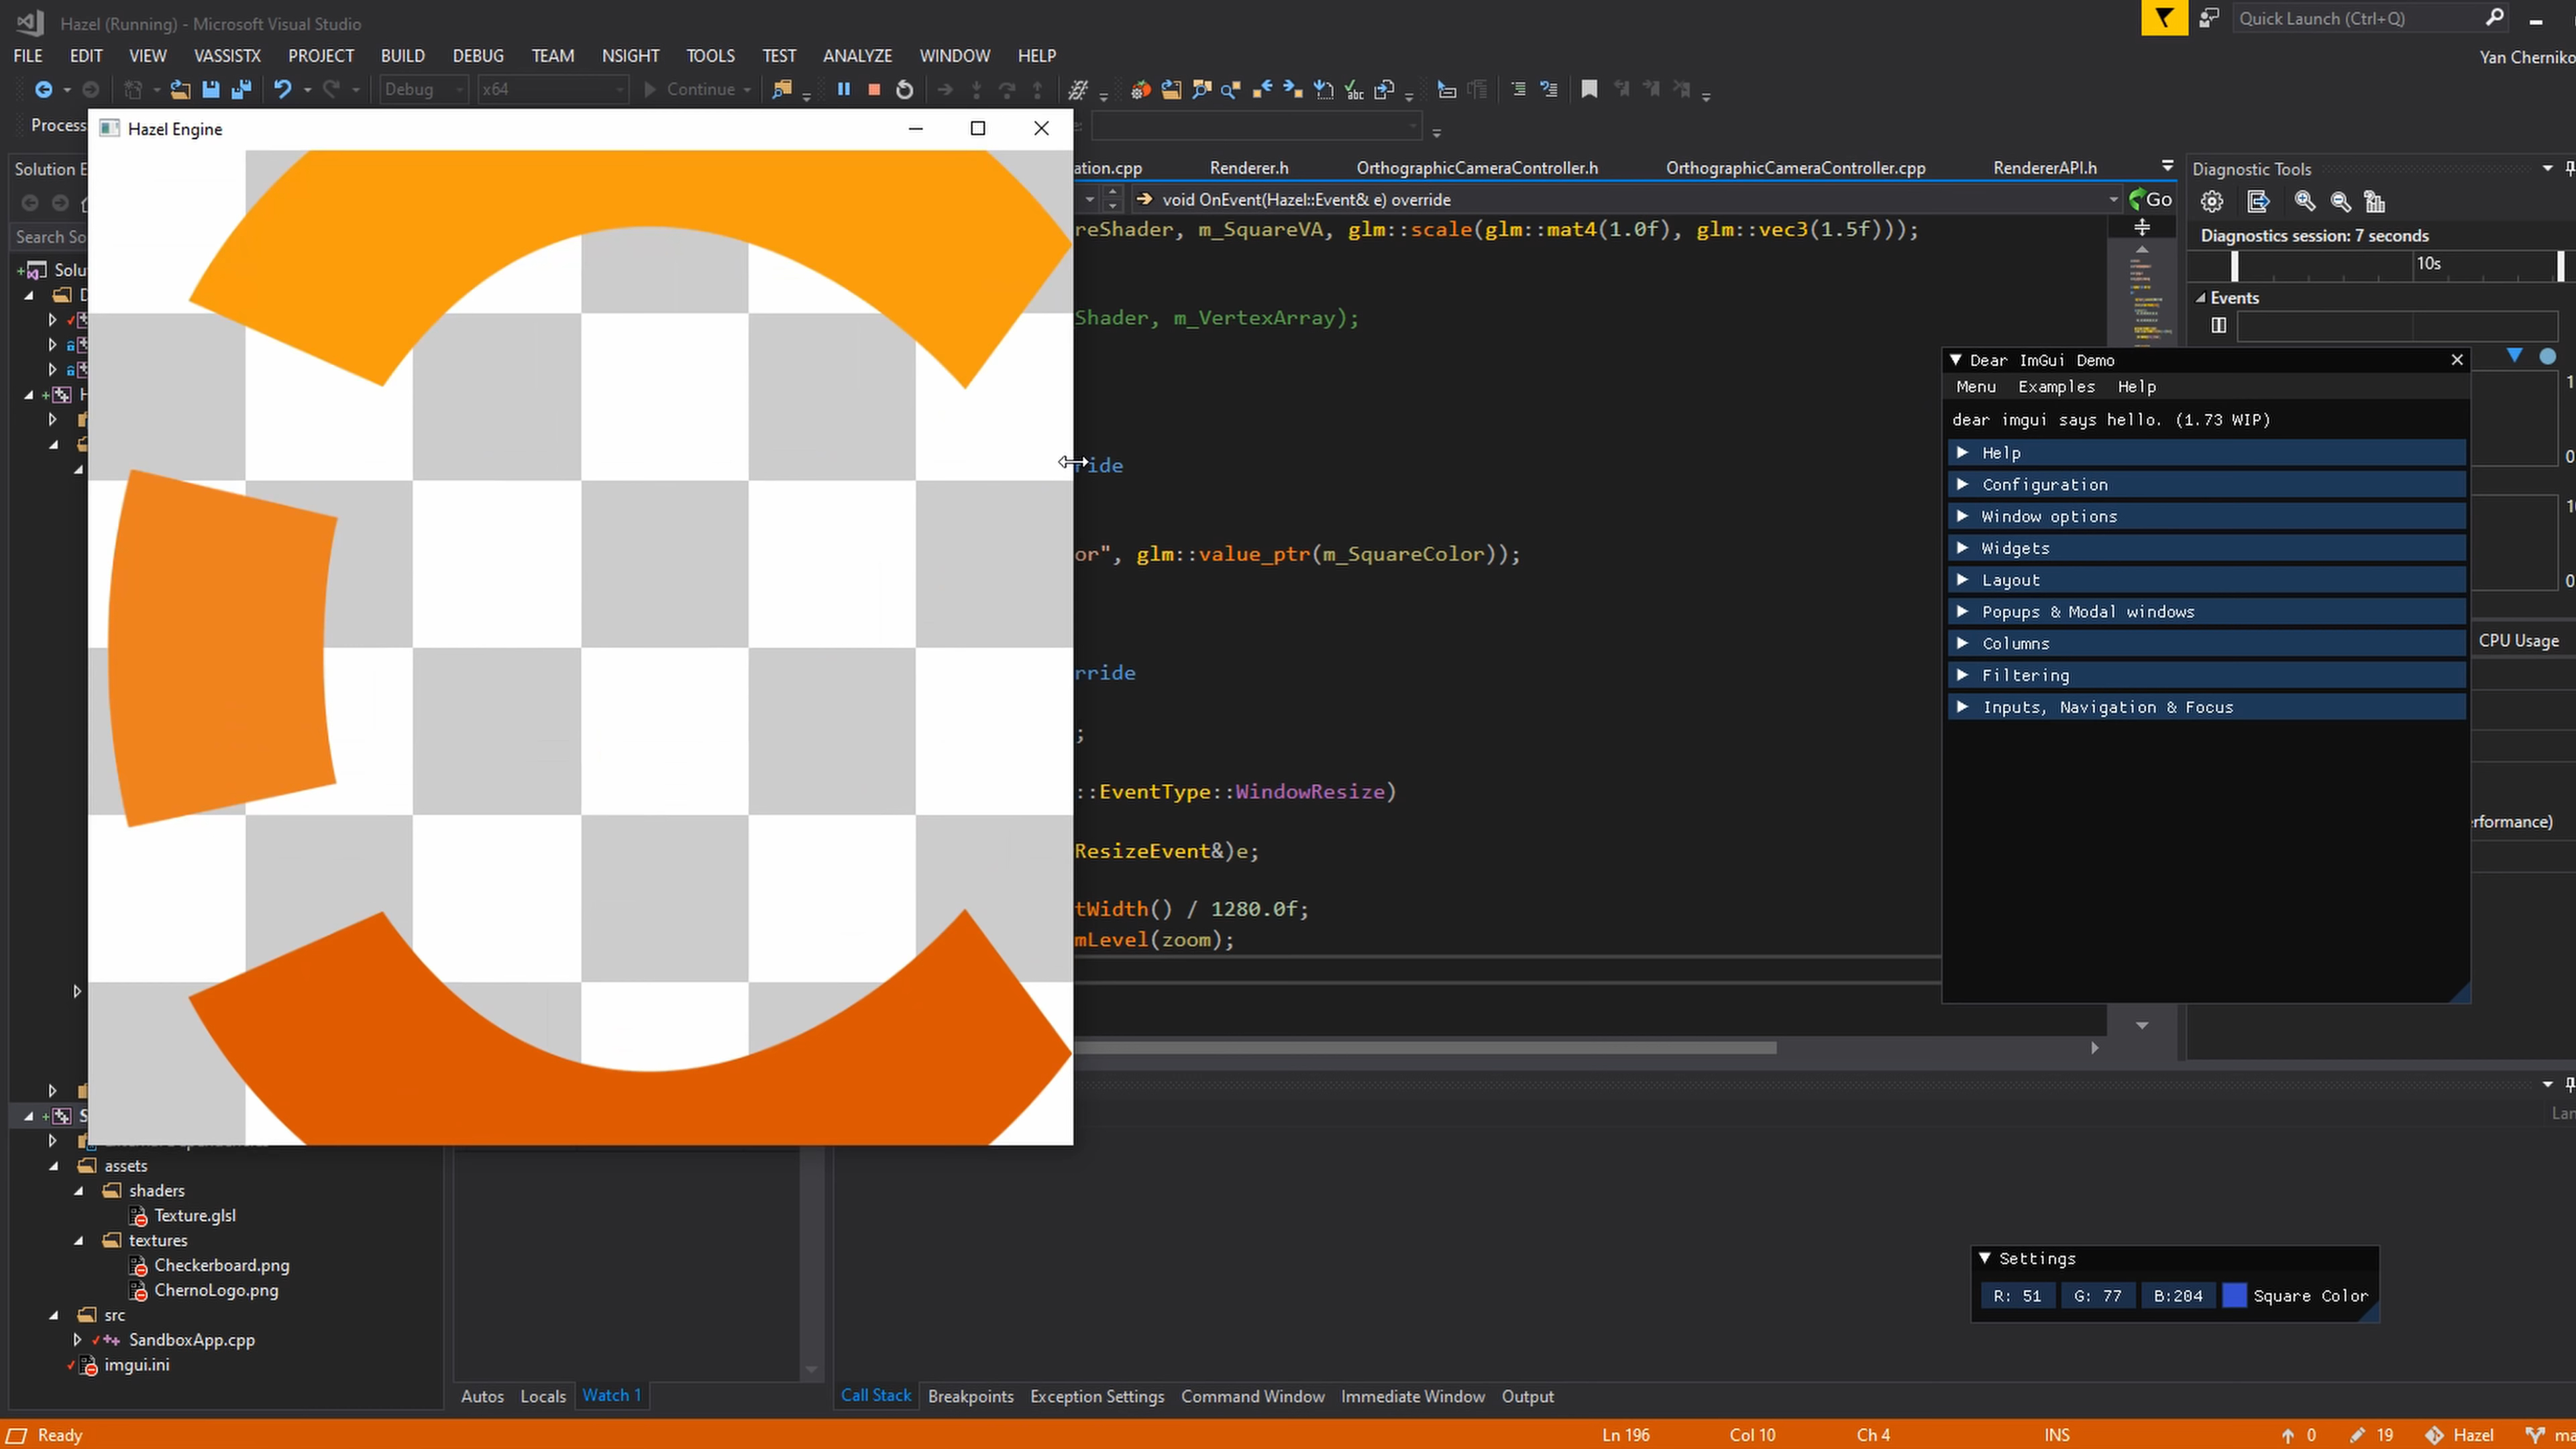 Hazel (Running) - Microsoft Visual Studio
Quick Launch (Ctrl+Q)
FILE EDIT VIEW VASSISTX PROJECT BUILD DEBUG TEAM NSIGHT TOOLS TEST ANALYZE WINDOW HELP
Yan Cherniko
Debug x64 Continue
Process
Hazel Engine
Solution E
ation.cpp Renderer.h OrthographicCameraController.h OrthographicCameraController.cpp RendererAPI.h
Diagnostic Tools
void OnEvent(Hazel::Event& e) override
Go
Search So
reShader, m_SquareVA, glm::scale(glm::mat4(1.0f), glm::vec3(1.5f)));
Diagnostics session: 7 seconds
10s
Solu
Events
D
Shader, m_VertexArray);
H
ride
or", glm::value_ptr(m_SquareColor));
rride
;
::EventType::WindowResize)
ResizeEvent&)e;
tWidth() / 1280.0f;
mLevel(zoom);
Dear ImGui Demo
Menu Examples Help
dear imgui says hello. (1.73 WIP)
Help
Configuration
Window options
Widgets
Layout
Popups & Modal windows
Columns
Filtering
Inputs, Navigation & Focus
1
0
10
0
CPU Usage
rformance)
Lan
S
assets
shaders
Texture.glsl
textures
Checkerboard.png
ChernoLogo.png
src
SandboxApp.cpp
imgui.ini
Settings
R: 51 G: 77 B:204 Square Color
Autos Locals Watch 1
Call Stack Breakpoints Exception Settings Command Window Immediate Window Output
Ready
Ln 196 Col 10 Ch 4 INS
0 19 Hazel ma